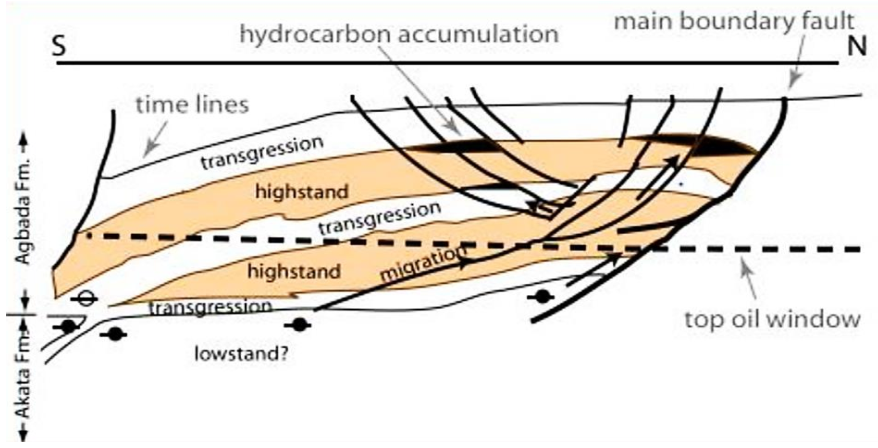 main boundary fault
hydrocarbon accumulation
S
N
time lines
transgression
highstand
transgression
highstand
migration
transgression
lowstand?
top oil window
Agbada Fm.
Akata Fm.